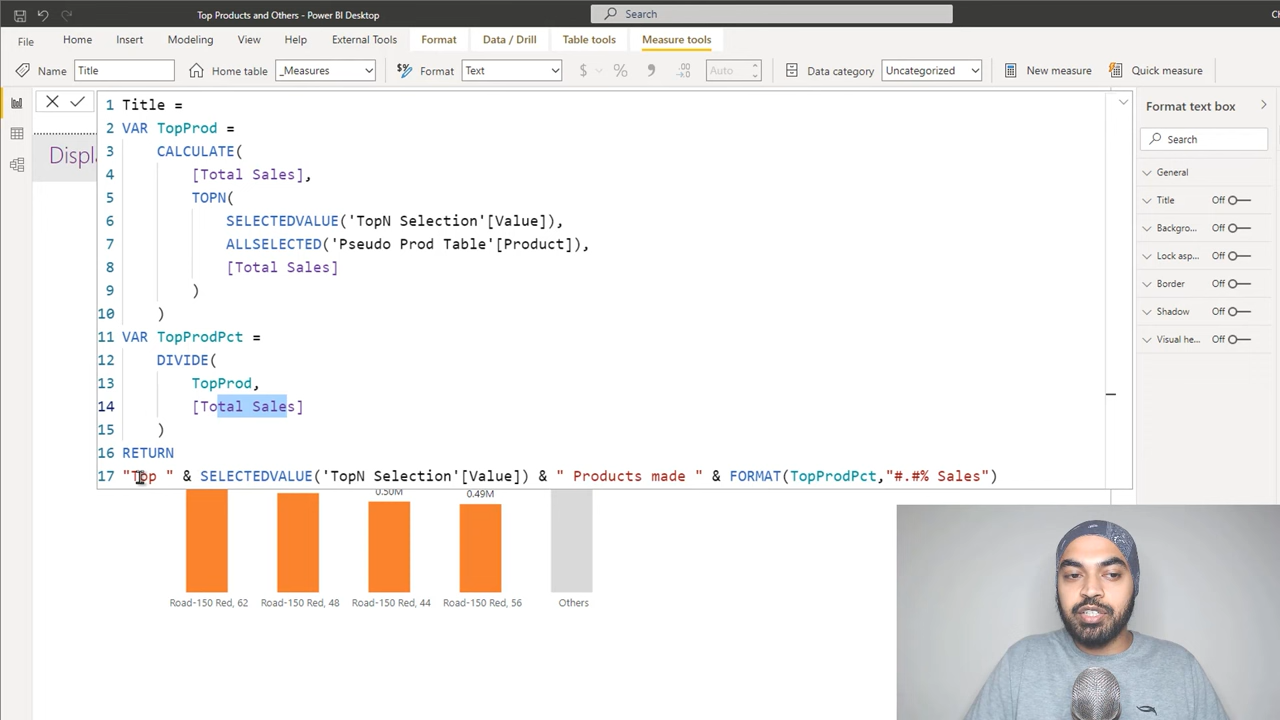 Top Products and Others - Power BI Desktop
Search
File
Home
Insert
Modeling
View
Help
External Tools
Format
Data / Drill
Table tools
Measure tools
Name
Title
Home table
_Measures
Format
Text
$
%
Auto
Data category
Uncategorized
New measure
Quick measure
1 Title =
2 VAR TopProd =
3 CALCULATE(
4 [Total Sales],
5 TOPN(
6 SELECTEDVALUE('TopN Selection'[Value]),
7 ALLSELECTED('Pseudo Prod Table'[Product]),
8 [Total Sales]
9 )
10 )
11 VAR TopProdPct =
12 DIVIDE(
13 TopProd,
14 [Total Sales]
15 )
16 RETURN
17 "Top " & SELECTEDVALUE('TopN Selection'[Value]) & " Products made " & FORMAT(TopProdPct,"#.#% Sales")
Displ
0.50M
0.49M
Road-150 Red, 62
Road-150 Red, 48
Road-150 Red, 44
Road-150 Red, 56
Others
Format text box
Search
General
Title Off
Backgro... Off
Lock asp... Off
Border Off
Shadow Off
Visual he... Off